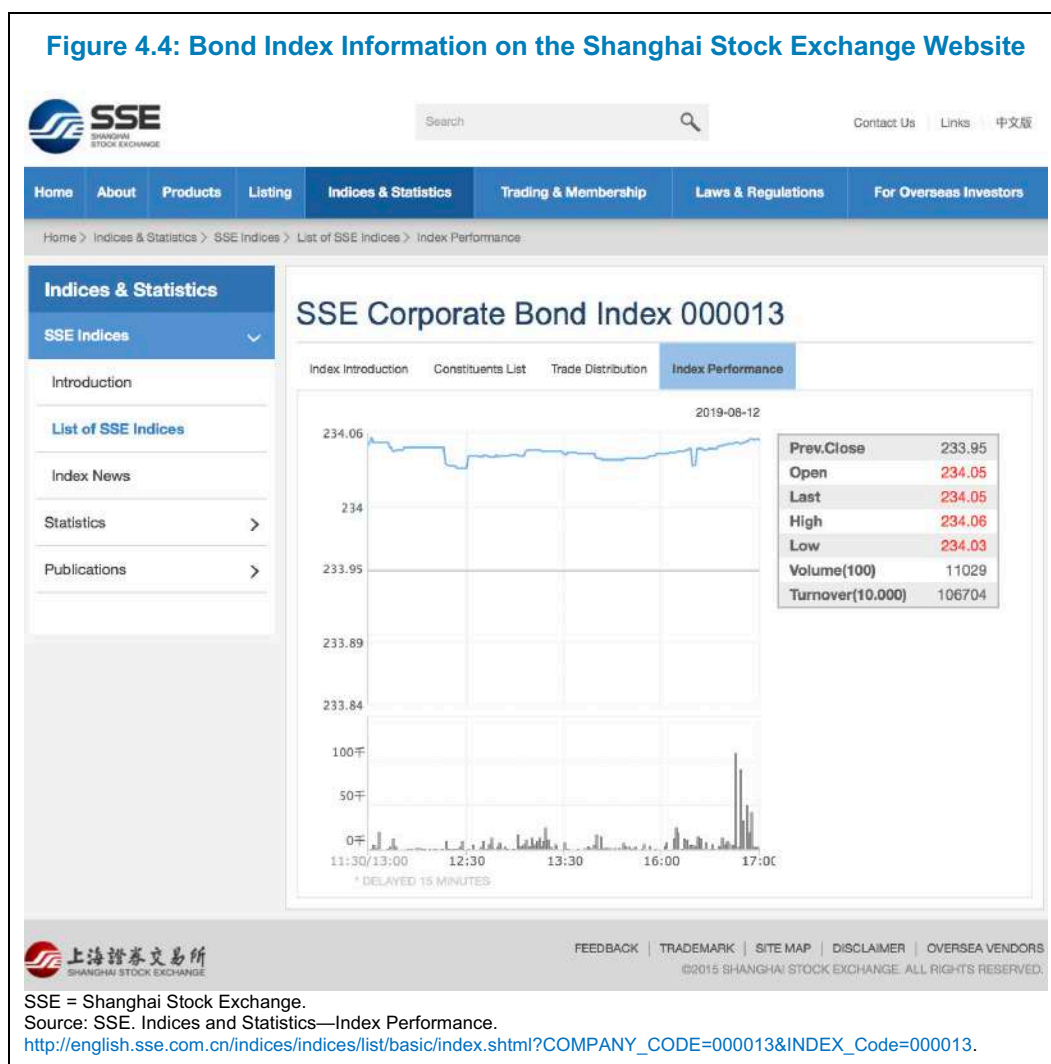 Figure 4.4: Bond Index Information on the Shanghai Stock Exchange Website
SSE
SHANGHAI
STOCK EXCHANGE
Search
Contact Us Links 中文版
Home About Products Listing Indices & Statistics Trading & Membership Laws & Regulations For Overseas Investors
Home > Indices & Statistics > SSE Indices > List of SSE Indices > Index Performance
Indices & Statistics
SSE Indices
Introduction
List of SSE Indices
Index News
Statistics
Publications
SSE Corporate Bond Index 000013
Index Introduction Constituents List Trade Distribution Index Performance
2019-08-12
234.06
234
233.95
233.89
233.84
100千
50千
0千
11:30/13:00 12:30 13:30 16:00 17:00
* DELAYED 15 MINUTES
Prev.Close 233.95
Open 234.05
Last 234.05
High 234.06
Low 234.03
Volume(100) 11029
Turnover(10.000) 106704
上海證券交易所
SHANGHAI STOCK EXCHANGE
FEEDBACK | TRADEMARK | SITE MAP | DISCLAIMER | OVERSEA VENDORS
©2015 SHANGHAI STOCK EXCHANGE. ALL RIGHTS RESERVED.
SSE = Shanghai Stock Exchange.
Source: SSE. Indices and Statistics—Index Performance.
http://english.sse.com.cn/indices/indices/list/basic/index.shtml?COMPANY_CODE=000013&INDEX_Code=000013.